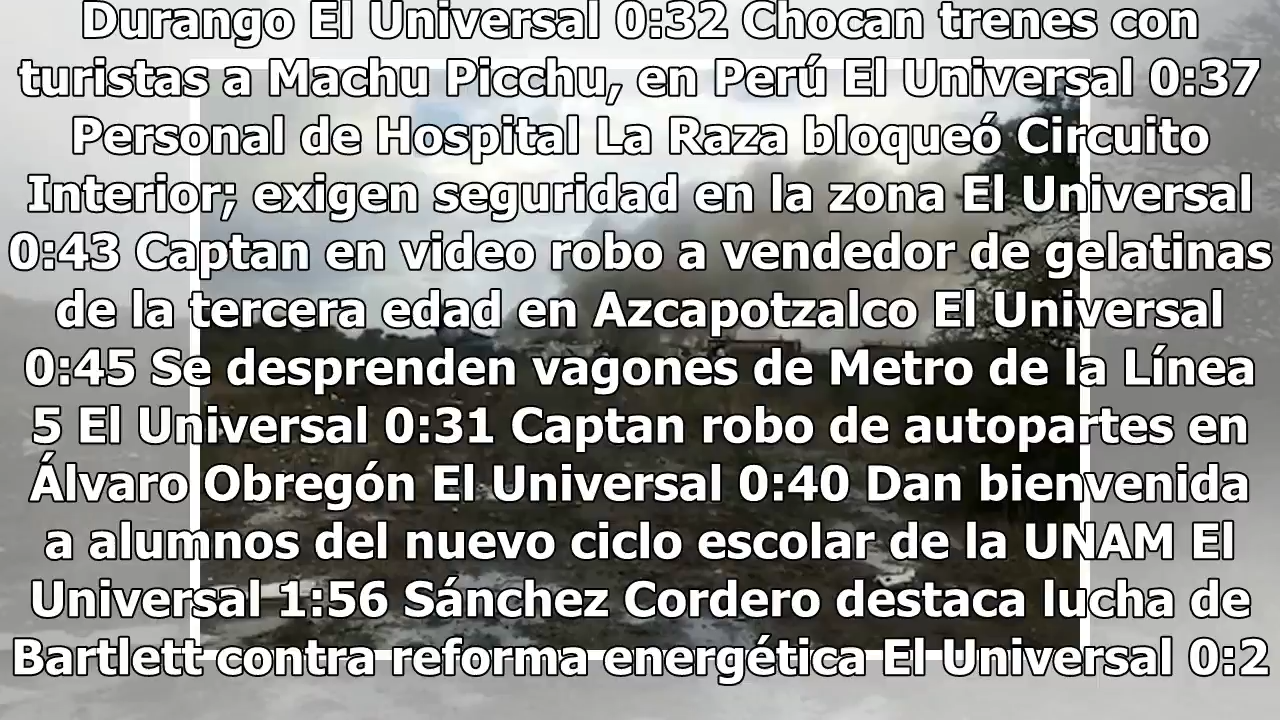 Durango El Universal 0:32 Chocan trenes con
turistas a Machu Picchu, en Perú El Universal 0:37
Personal de Hospital La Raza bloqueó Circuito
Interior; exigen seguridad en la zona El Universal
0:43 Captan en video robo a vendedor de gelatinas
de la tercera edad en Azcapotzalco El Universal
0:45 Se desprenden vagones de Metro de la Línea
5 El Universal 0:31 Captan robo de autopartes en
Álvaro Obregón El Universal 0:40 Dan bienvenida
a alumnos del nuevo ciclo escolar de la UNAM El
Universal 1:56 Sánchez Cordero destaca lucha de
Bartlett contra reforma energética El Universal 0:2